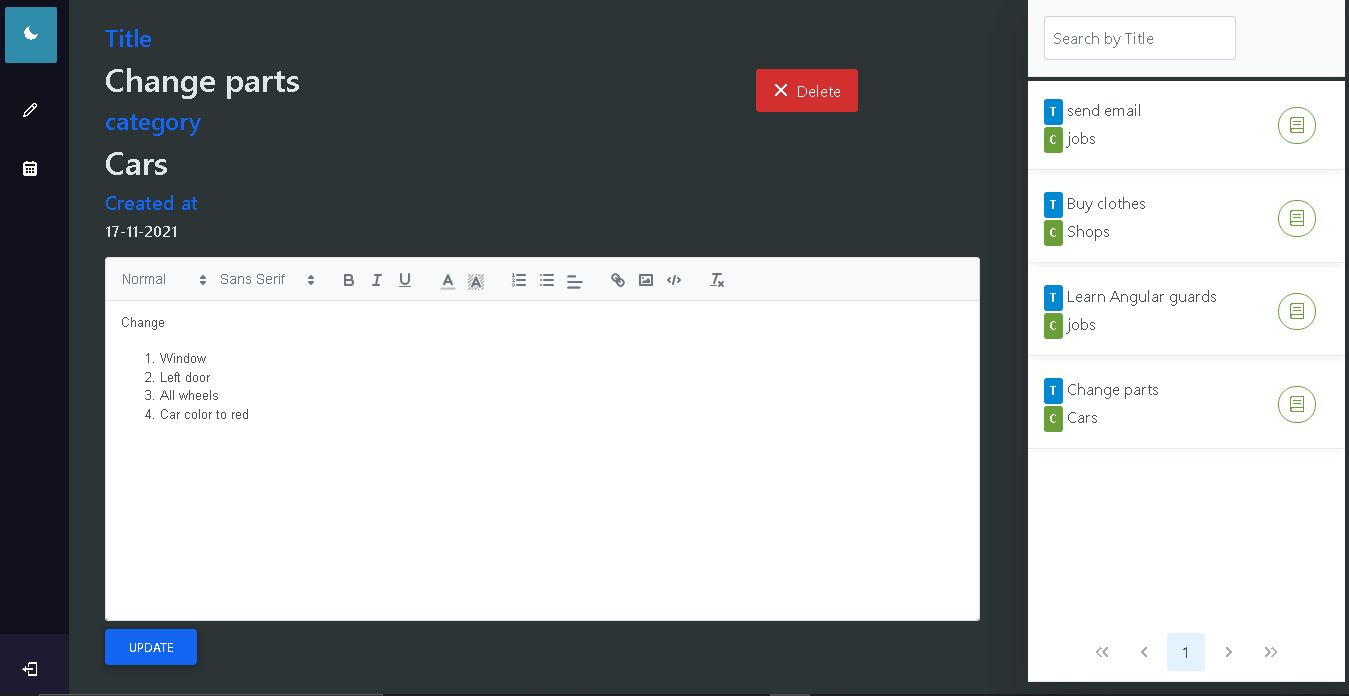 Title
Change parts
category
Cars
Created at
17-11-2021
Delete
Normal Sans Serif B I U A A
Change
1. Window
2. Left door
3. All wheels
4. Car color to red
UPDATE
Search by Title
T send email
C jobs
T Buy clothes
C Shops
T Learn Angular guards
C jobs
T Change parts
C Cars
1